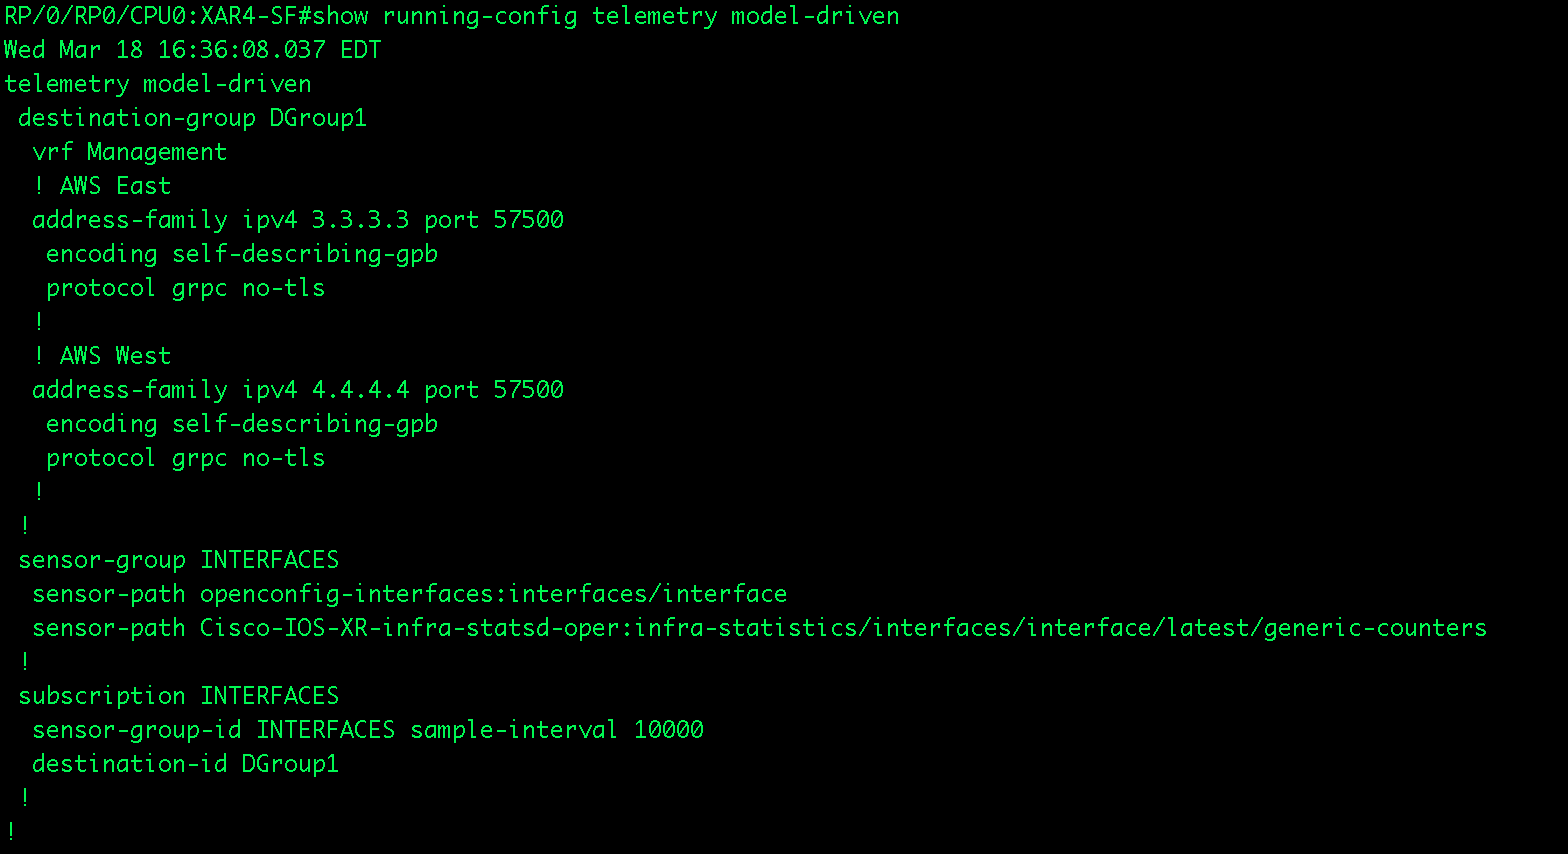 RP/0/RP0/CPU0:XAR4-SF#show running-config telemetry model-driven
Wed Mar 18 16:36:08.037 EDT
telemetry model-driven
 destination-group DGroup1
  vrf Management
  ! AWS East
  address-family ipv4 3.3.3.3 port 57500
   encoding self-describing-gpb
   protocol grpc no-tls
  !
  ! AWS West
  address-family ipv4 4.4.4.4 port 57500
   encoding self-describing-gpb
   protocol grpc no-tls
  !
 !
 sensor-group INTERFACES
  sensor-path openconfig-interfaces:interfaces/interface
  sensor-path Cisco-IOS-XR-infra-statsd-oper:infra-statistics/interfaces/interface/latest/generic-counters
 !
 subscription INTERFACES
  sensor-group-id INTERFACES sample-interval 10000
  destination-id DGroup1
 !
!